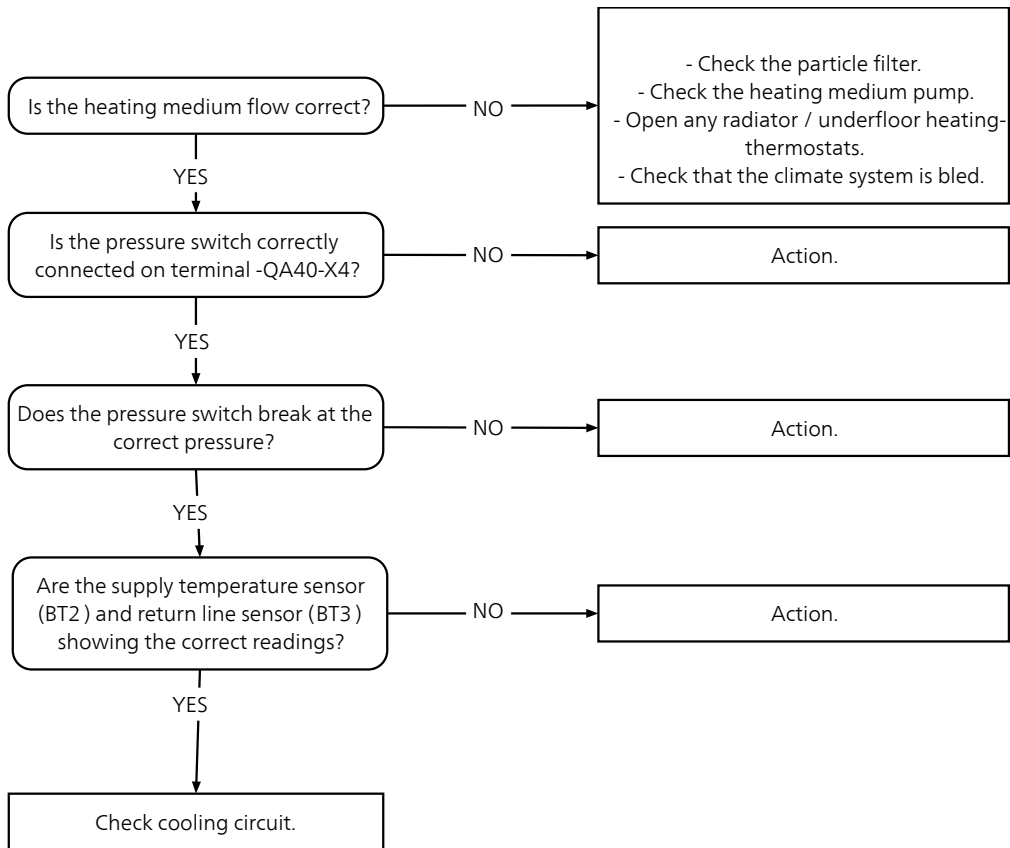 Is the heating medium flow correct?
NO
- Check the particle filter.
- Check the heating medium pump.
- Open any radiator / underfloor heating-
thermostats.
- Check that the climate system is bled.
YES
Is the pressure switch correctly
connected on terminal -QA40-X4?
NO
Action.
YES
Does the pressure switch break at the
correct pressure?
NO
Action.
YES
Are the supply temperature sensor
(BT2) and return line sensor (BT3)
showing the correct readings?
NO
Action.
YES
Check cooling circuit.